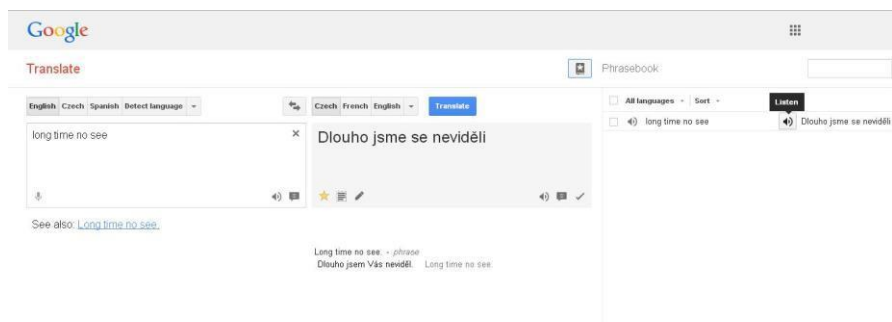 Google
Translate
Phrasebook
English Czech Spanish Detect language
Czech French English Translate
All languages Sort
Listen
long time no see
Dlouho jsme se neviděli
long time no see Dlouho jsme se neviděli
See also: Long time no see.
Long time no see. - phrase
Dlouho jsem Vás neviděl. Long time no see.